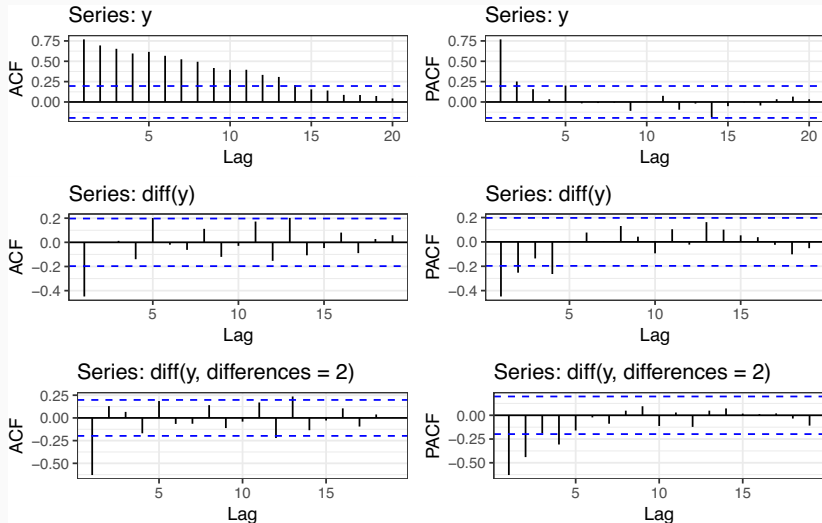 Series: y
ACF
0.75
0.50
0.25
0.00
5 10 15 20
Lag
Series: y
PACF
0.75
0.50
0.25
0.00
5 10 15 20
Lag
Series: diff(y)
ACF
0.2
0.0
−0.2
−0.4
5 10 15
Lag
Series: diff(y)
PACF
0.2
0.0
−0.2
−0.4
5 10 15
Lag
Series: diff(y, differences = 2)
ACF
0.25
0.00
−0.25
−0.50
5 10 15
Lag
Series: diff(y, differences = 2)
PACF
0.00
−0.25
−0.50
5 10 15
Lag